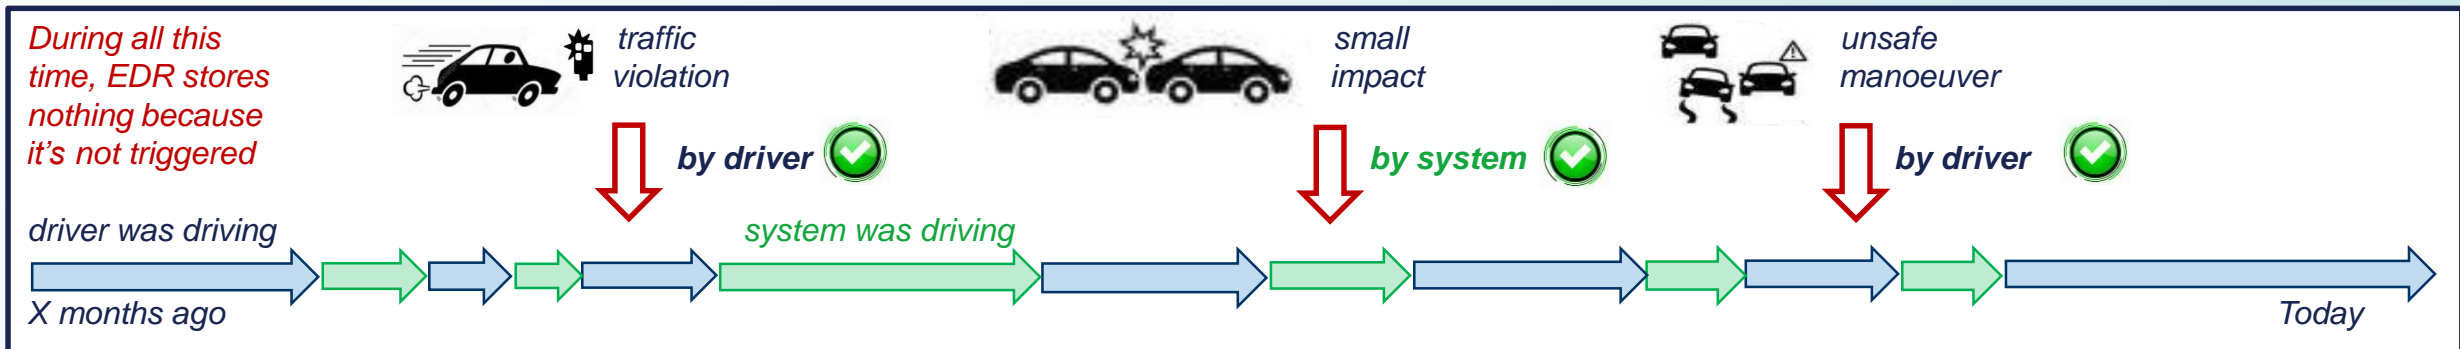 During all this
time, EDR stores
nothing because
it's not triggered
traffic
violation
small
impact
unsafe
manoeuver
by driver
by system
by driver
driver was driving
system was driving
X months ago
Today